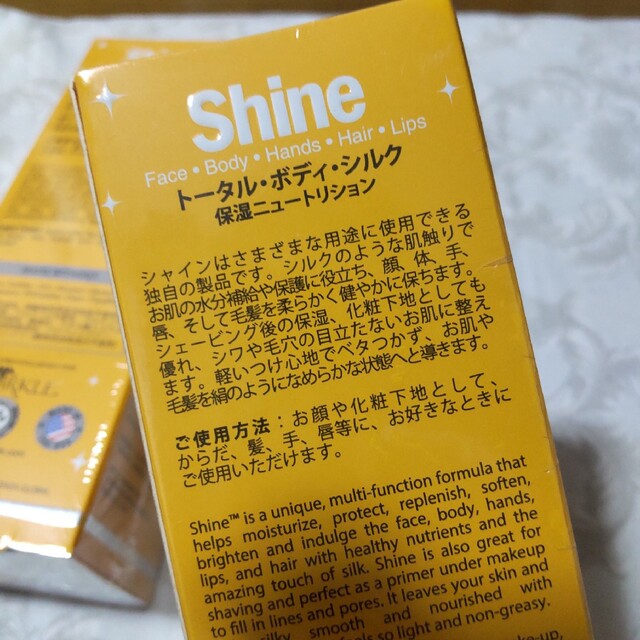 Shine
Face • Body • Hands • Hair • Lips
トータル・ボディ・シルク
保湿ニュートリション
シャインはさまざまな用途に使用できる
独自の製品です。シルクのような肌触りで
お肌の水分補給や保護に役立ち、顔、体、手、
唇、そして毛髪を柔らかく健やかに保ちます。
シェービング後の保湿、化粧下地としても
優れ、シワや毛穴の目立たないお肌に整え
ます。軽いつけ心地でベタつかず、お肌や
毛髪を絹のようになめらかな状態へと導きます。
ご使用方法：お顔や化粧下地として、
からだ、髪、手、唇等に、お好きなときに
ご使用いただけます。
Shine™ is a unique, multi-function formula that
helps moisturize, protect, replenish, soften,
brighten and indulge the face, body, hands,
lips, and hair with healthy nutrients and the
amazing touch of silk. Shine is also great for
shaving and perfect as a primer under makeup
to fill in lines and pores. It leaves your skin and
silky, smooth and nourished with
feels so light and non-greasy.